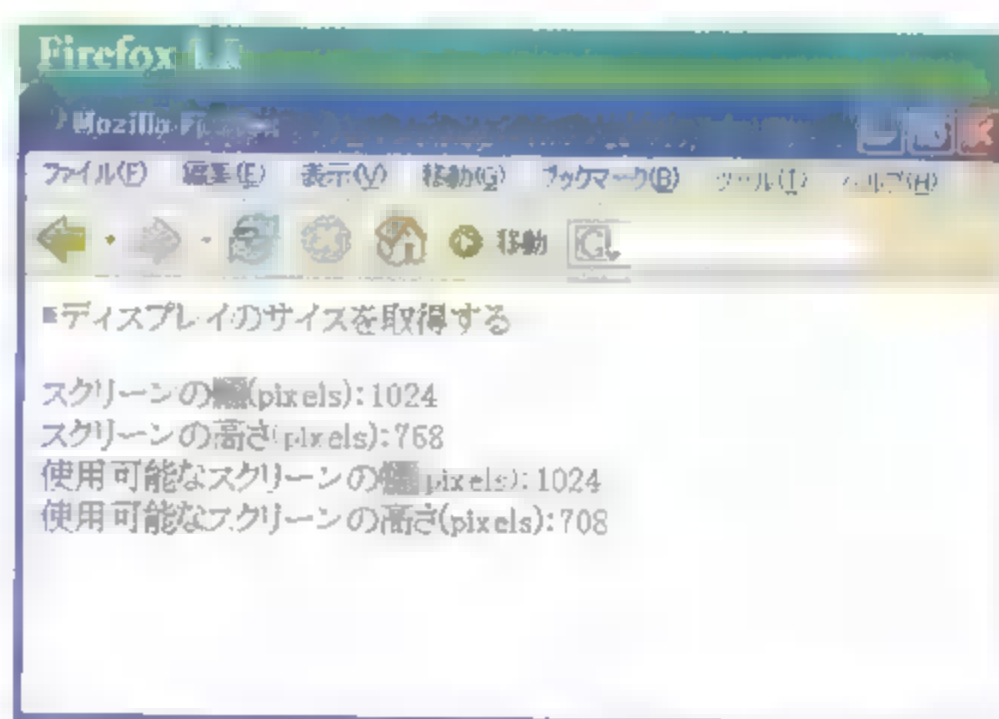 Firefox
Mozilla
ファイル(F) 編集(E) 表示(V) 移動(G) ブックマーク(B) ツール(T) ヘルプ(H)
移動 G
■ディスプレイのサイズを取得する
スクリーンの幅(pixels):1024
スクリーンの高さ(pixels):768
使用可能なスクリーンの幅(pixels):1024
使用可能なスクリーンの高さ(pixels):708